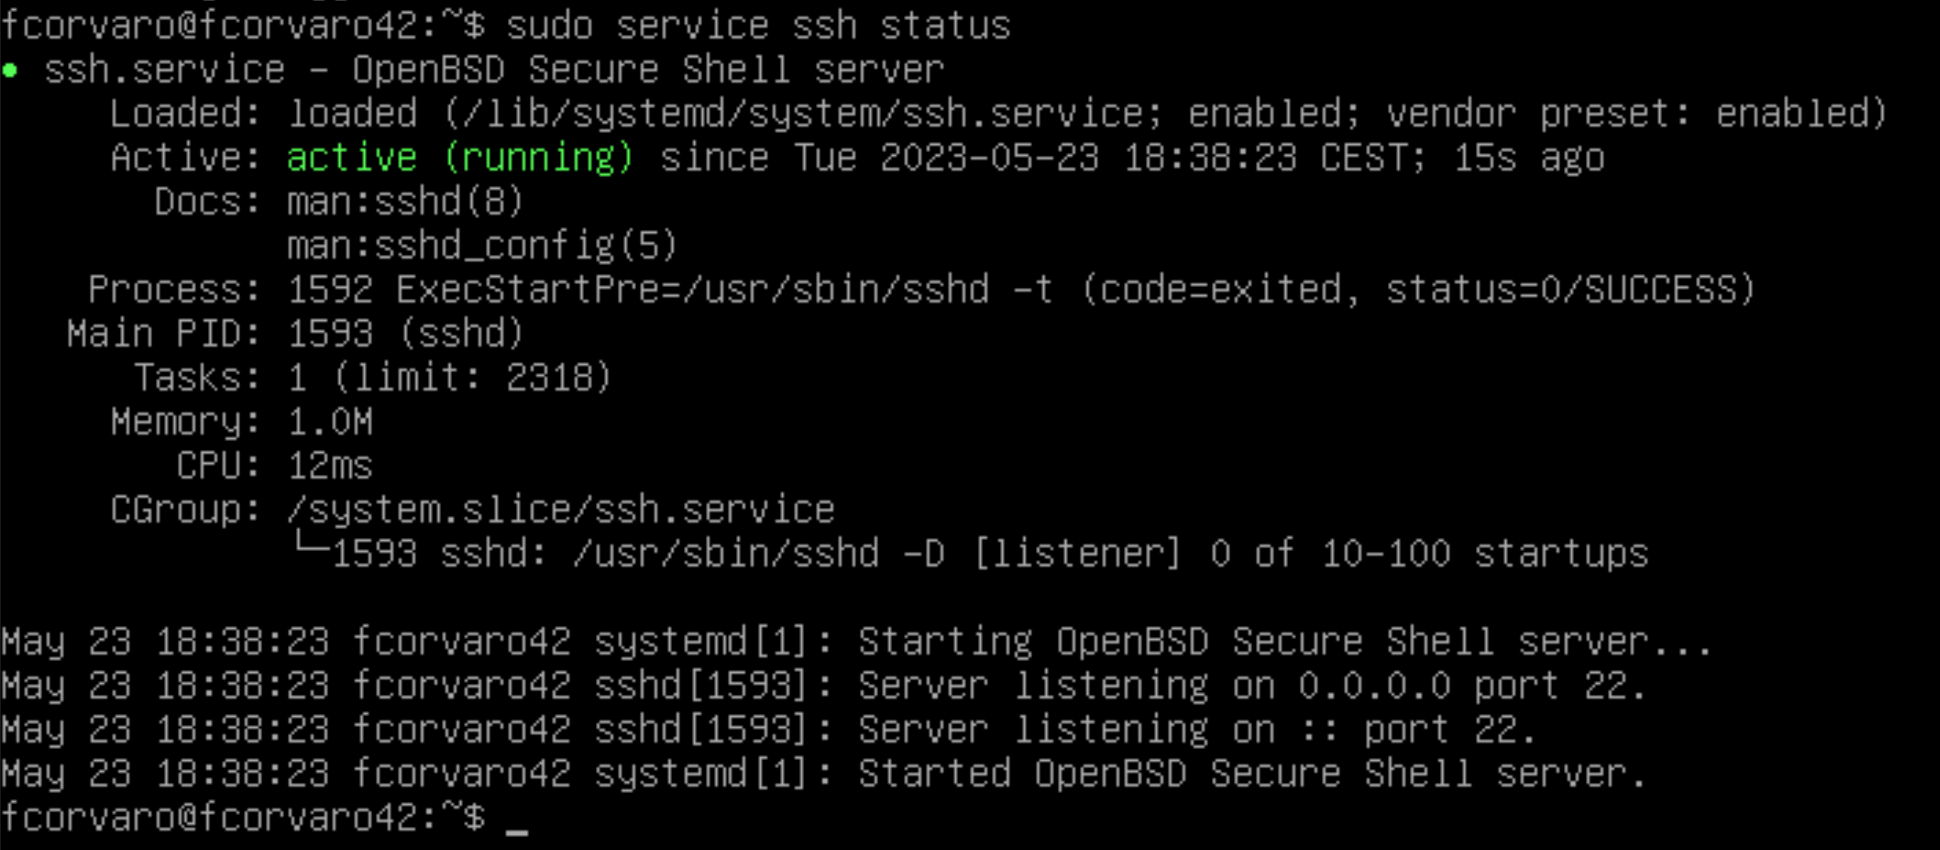 fcorvaro@fcorvaro42:~$ sudo service ssh status
● ssh.service - OpenBSD Secure Shell server
Loaded: loaded (/lib/systemd/system/ssh.service; enabled; vendor preset: enabled)
Active: active (running) since Tue 2023-05-23 18:38:23 CEST; 15s ago
Docs: man:sshd(8)
man:sshd_config(5)
Process: 1592 ExecStartPre=/usr/sbin/sshd -t (code=exited, status=0/SUCCESS)
Main PID: 1593 (sshd)
Tasks: 1 (limit: 2318)
Memory: 1.0M
CPU: 12ms
CGroup: /system.slice/ssh.service
└─1593 sshd: /usr/sbin/sshd -D [listener] 0 of 10-100 startups
May 23 18:38:23 fcorvaro42 systemd[1]: Starting OpenBSD Secure Shell server...
May 23 18:38:23 fcorvaro42 sshd[1593]: Server listening on 0.0.0.0 port 22.
May 23 18:38:23 fcorvaro42 sshd[1593]: Server listening on :: port 22.
May 23 18:38:23 fcorvaro42 systemd[1]: Started OpenBSD Secure Shell server.
fcorvaro@fcorvaro42:~$ _